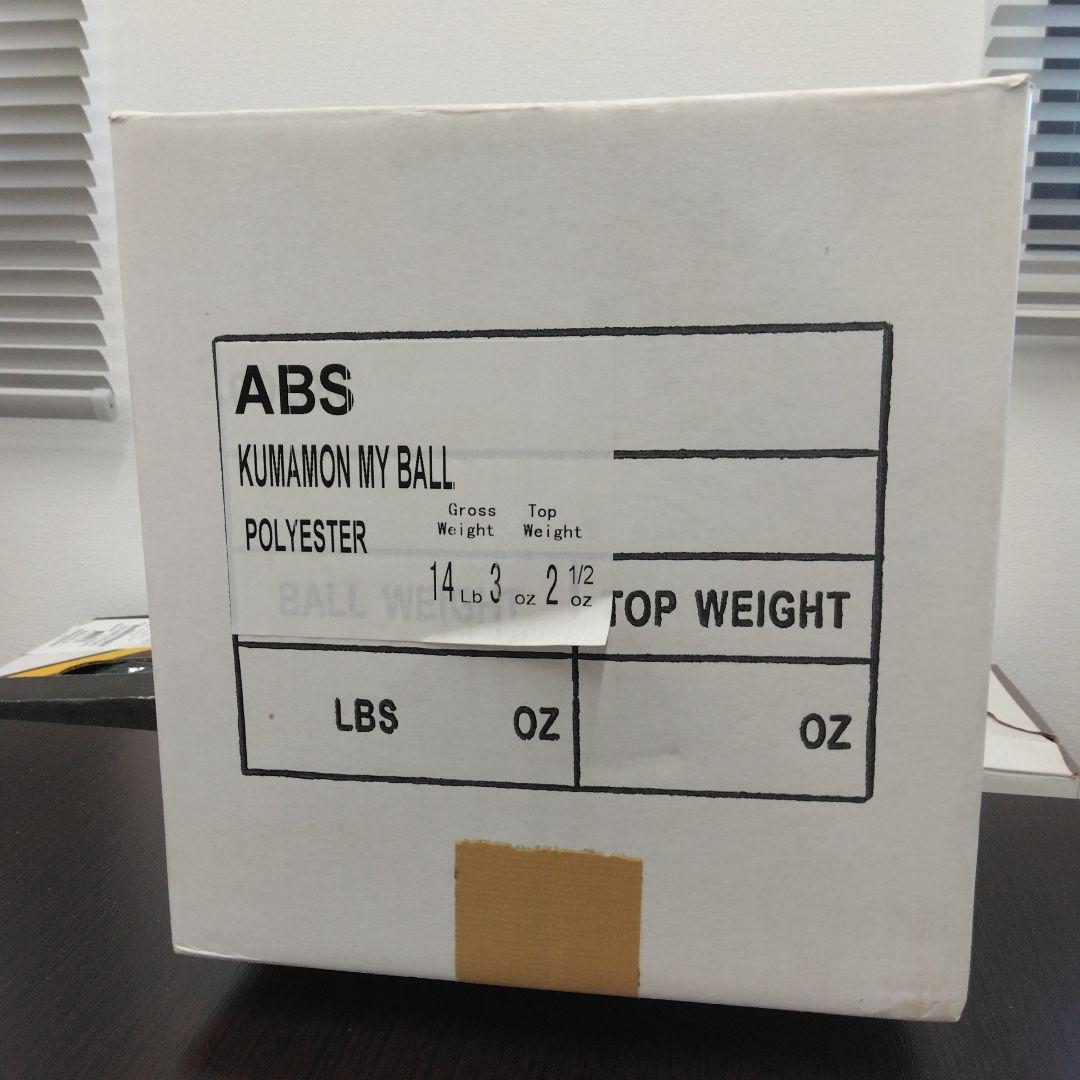 ABS
KUMAMON MY BALL
Gross Top
POLYESTER Weight Weight
14 Lb 3 oz 2 1/2 oz
BALL WEIGHT TOP WEIGHT
LBS OZ OZ